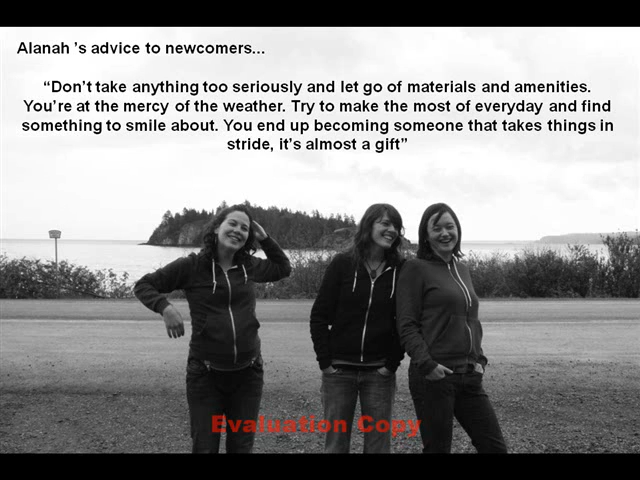 Alanah ’s advice to newcomers...
“Don’t take anything too seriously and let go of materials and amenities.
You’re at the mercy of the weather. Try to make the most of everyday and find
something to smile about. You end up becoming someone that takes things in
stride, it’s almost a gift”
Evaluation Copy